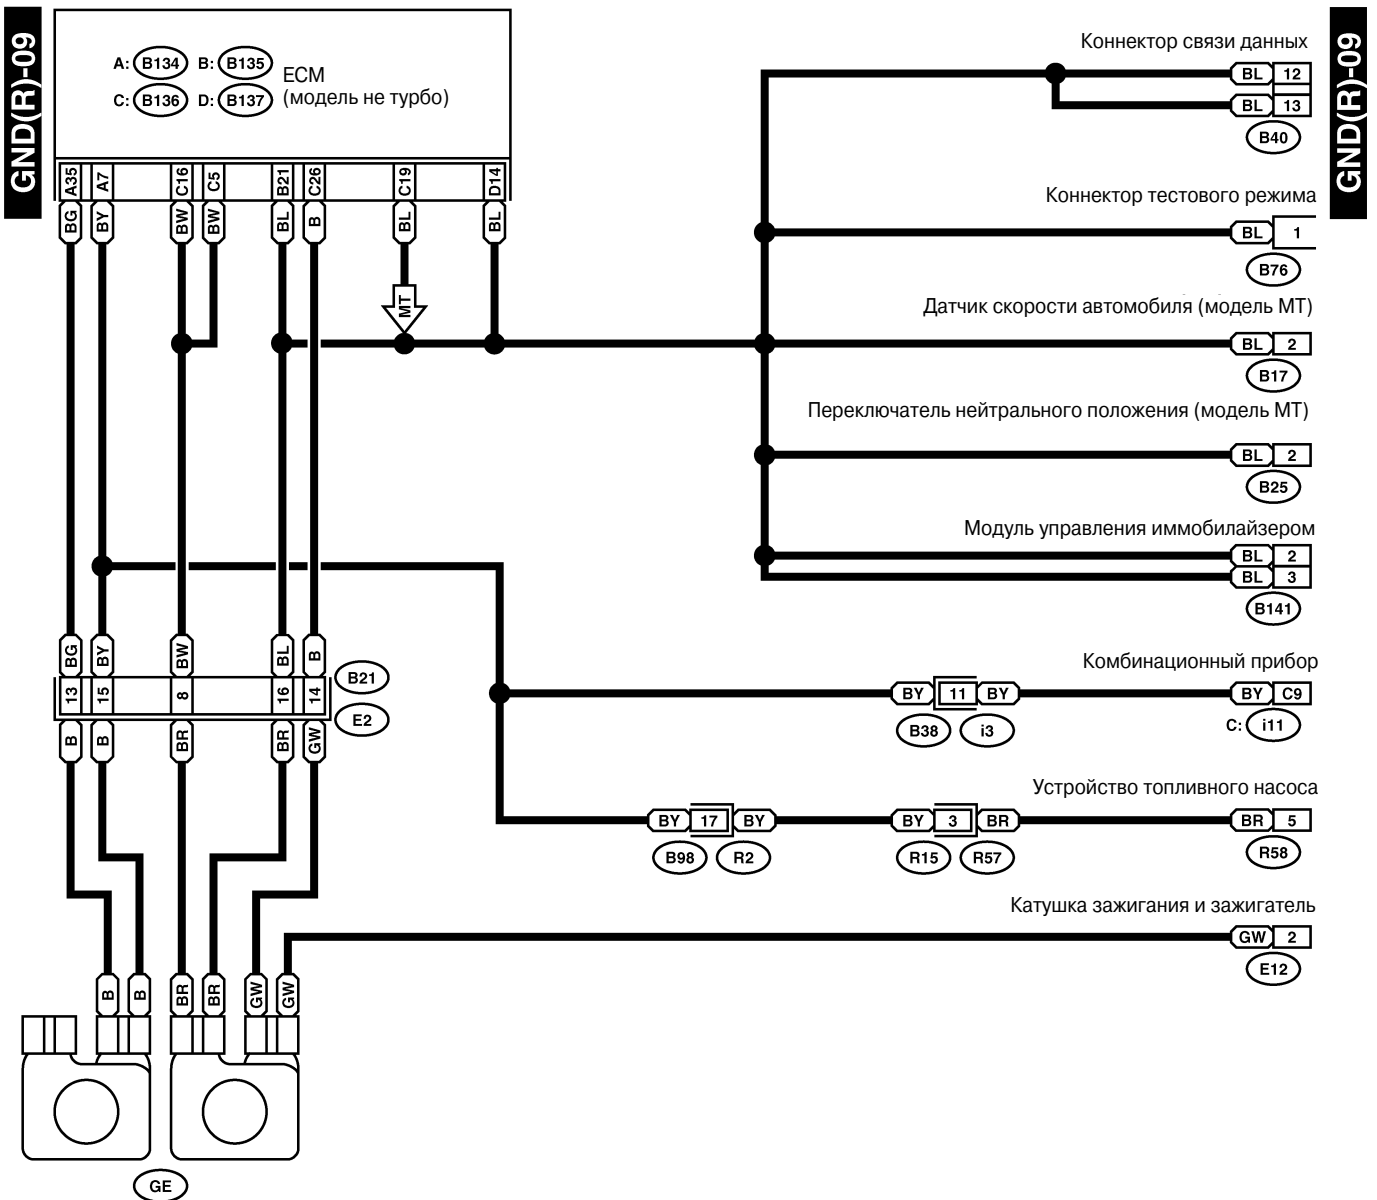 GND(R)-09
GND(R)-09
A: B134 B: B135
C: B136 D: B137
ECM
(модель не турбо)
A35 A7 C16 C5 B21 C26 C19 D14
BG BY BW BW BL B BL BL
MT
Коннектор связи данных
BL 12
BL 13
B40
Коннектор тестового режима
BL 1
B76
Датчик скорости автомобиля (модель МТ)
BL 2
B17
Переключатель нейтрального положения (модель МТ)
BL 2
B25
Модуль управления иммобилайзером
BL 2
BL 3
B141
BG BY BW BL B
13 15 8 16 14
B21
E2
B B BR BR GW
Комбинационный прибор
BY 11 BY BY C9
B38 i3 C: i11
Устройство топливного насоса
BY 17 BY BY 3 BR BR 5
B98 R2 R15 R57 R58
Катушка зажигания и зажигатель
GW 2
E12
B B BR BR GW GW
GE